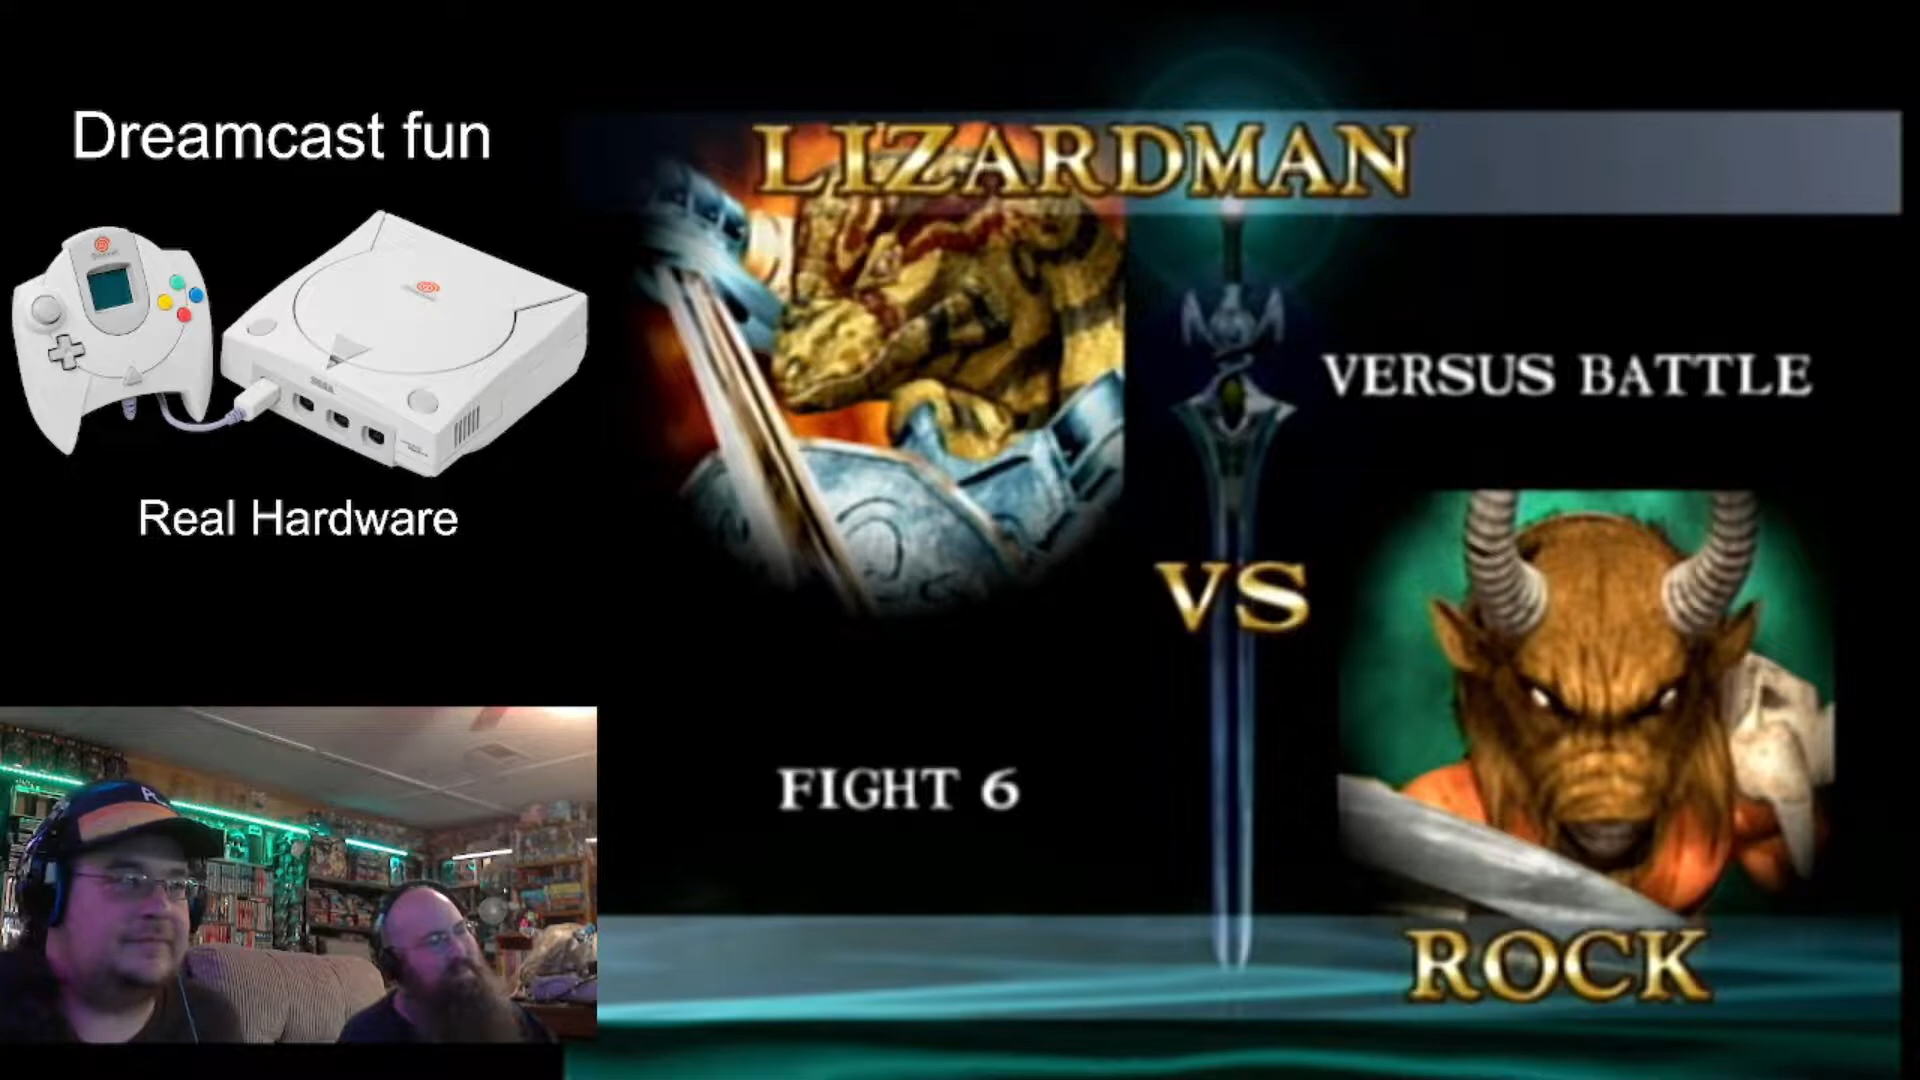 Dreamcast fun
Real Hardware
LIZARDMAN
VERSUS BATTLE
VS
FIGHT 6
ROCK